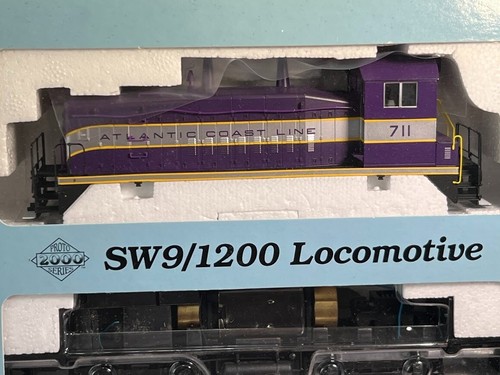 ATLANTIC COAST LINE
711
PROTO
2000
SERIES
SW9/1200 Locomotive